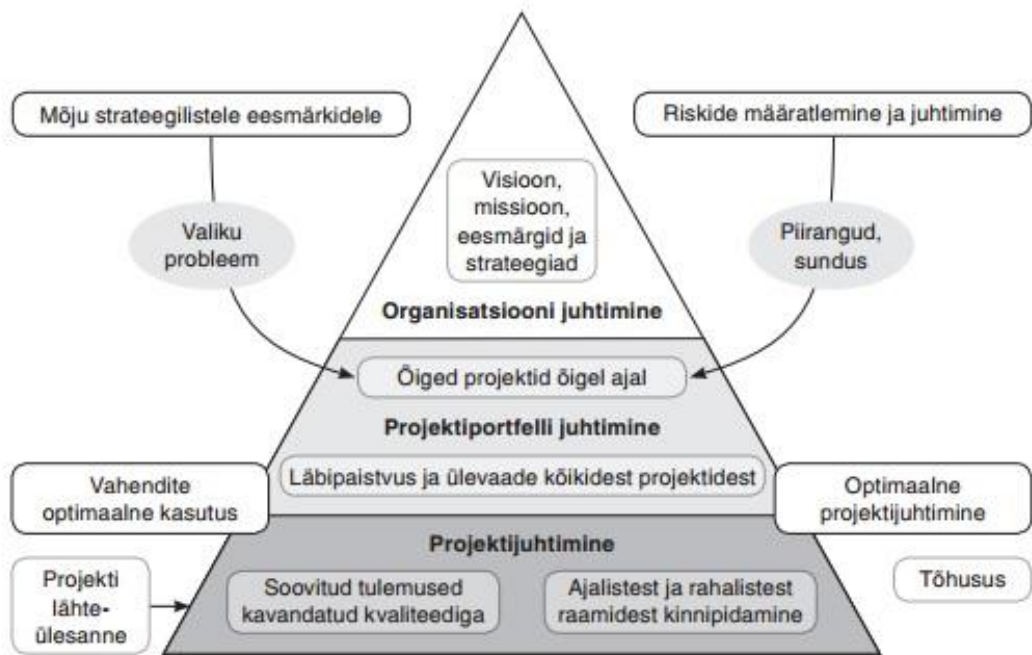 Mõju strateegilistele eesmärkidele
Riskide määratlemine ja juhtimine
Visioon,
missioon,
eesmärgid ja
strateegiad
Valiku
probleem
Piirangud,
sundus
Organisatsiooni juhtimine
Õiged projektid õigel ajal
Projektiportfelli juhtimine
Läbipaistvus ja ülevaade kõikidest projektidest
Vahendite
optimaalne kasutus
Optimaalne
projektijuhtimine
Projektijuhtimine
Projekti
lähte-
ülesanne
Soovitud tulemused
kavandatud kvaliteediga
Ajalistest ja rahalistest
raamidest kinnipidamine
Tõhusus